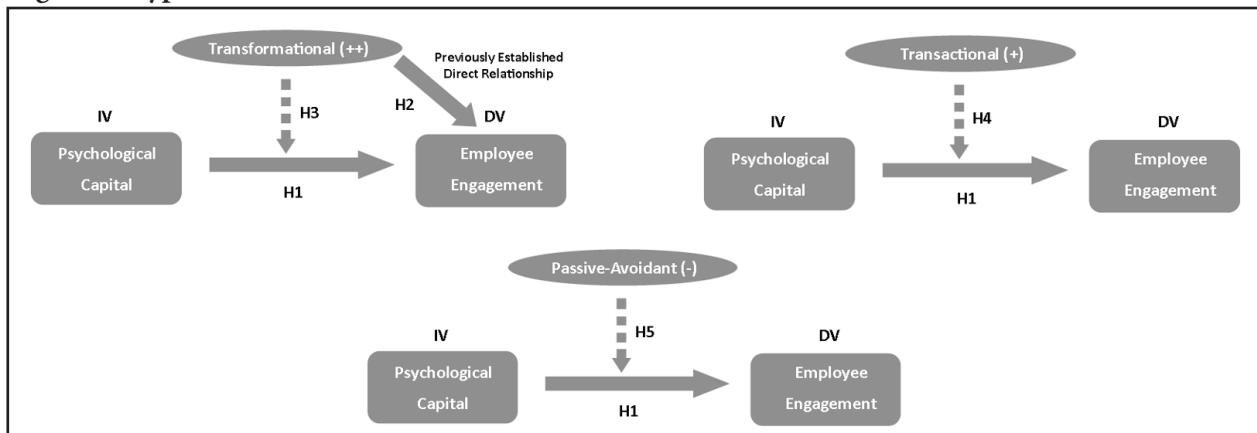 Transformational (++)
Previously Established
Direct Relationship
H3
H2
IV
DV
Psychological
Capital
Employee
Engagement
H1
Transactional (+)
H4
IV
DV
Psychological
Capital
Employee
Engagement
H1
Passive-Avoidant (-)
H5
IV
DV
Psychological
Capital
Employee
Engagement
H1